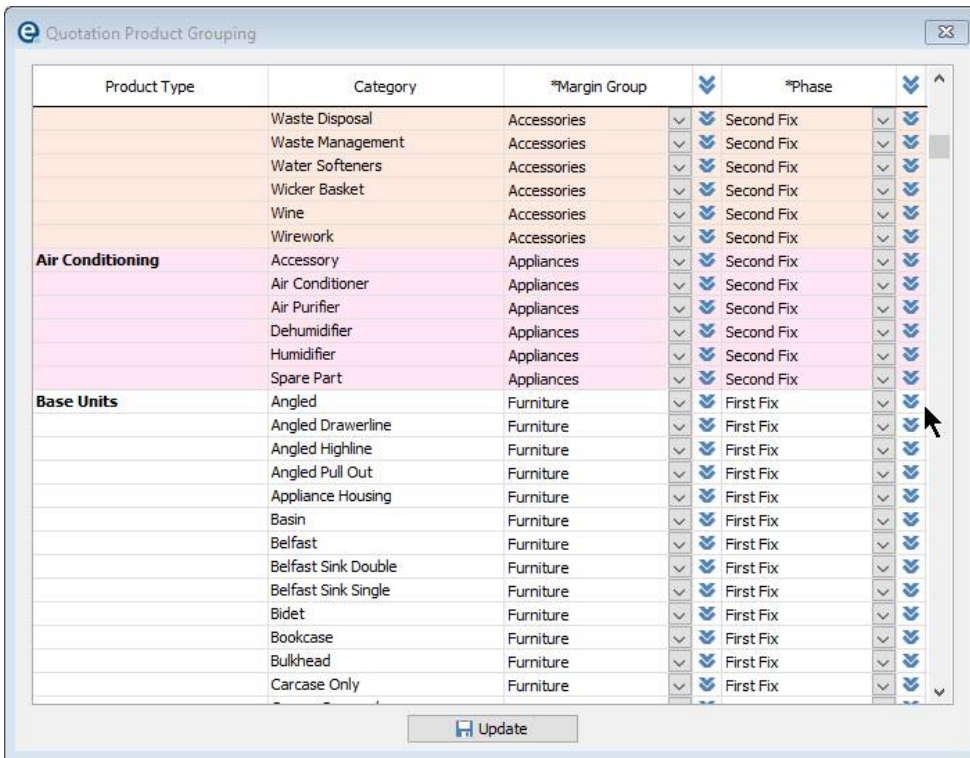 Quotation Product Grouping
Product Type Category *Margin Group *Phase
Waste Disposal Accessories Second Fix
Waste Management Accessories Second Fix
Water Softeners Accessories Second Fix
Wicker Basket Accessories Second Fix
Wine Accessories Second Fix
Wirework Accessories Second Fix
Air Conditioning Accessory Appliances Second Fix
Air Conditioner Appliances Second Fix
Air Purifier Appliances Second Fix
Dehumidifier Appliances Second Fix
Humidifier Appliances Second Fix
Spare Part Appliances Second Fix
Base Units Angled Furniture First Fix
Angled Drawerline Furniture First Fix
Angled Highline Furniture First Fix
Angled Pull Out Furniture First Fix
Appliance Housing Furniture First Fix
Basin Furniture First Fix
Belfast Furniture First Fix
Belfast Sink Double Furniture First Fix
Belfast Sink Single Furniture First Fix
Bidet Furniture First Fix
Bookcase Furniture First Fix
Bulkhead Furniture First Fix
Carcase Only Furniture First Fix
Update